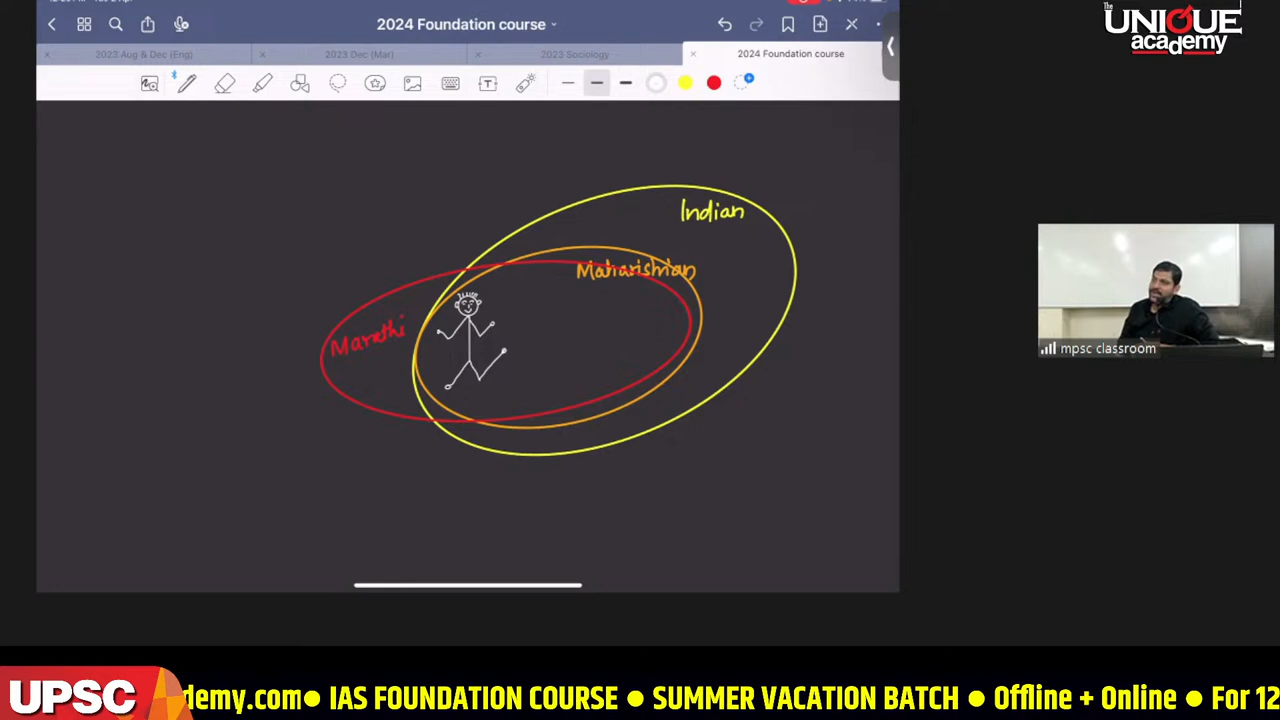 2024 Foundation course
2023 Aug & Dec (Eng)
2023 Dec (Mar)
2023 Sociology
2024 Foundation course
The
UNIQUE
academy
Indian
Maharishian
Marathi
mpsc classroom
UPSC
demy.com● IAS FOUNDATION COURSE ● SUMMER VACATION BATCH ● Offline + Online ● For 12